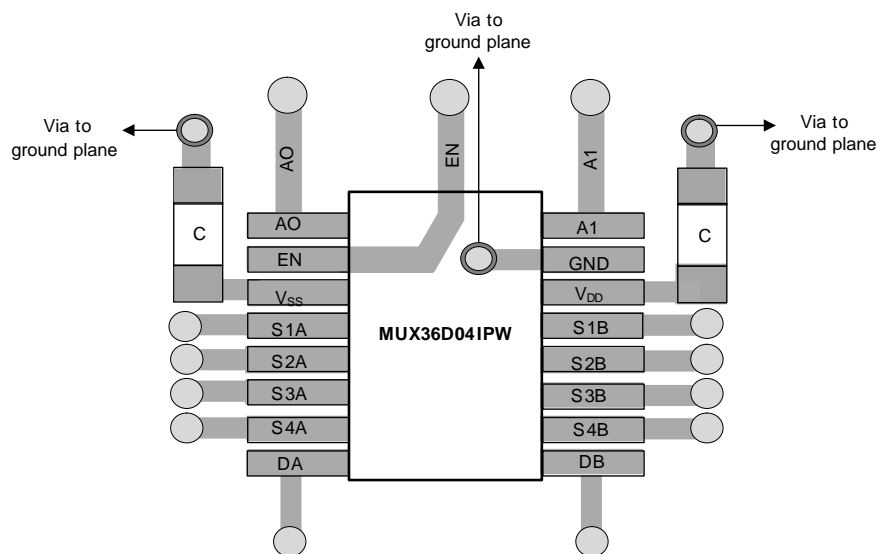 Via to
ground plane
Via to
ground plane
Via to
ground plane
AO
EN
A1
C
C
AO
A1
EN
GND
VSS
VDD
S1A
S1B
MUX36D04IPW
S2A
S2B
S3A
S3B
S4A
S4B
DA
DB